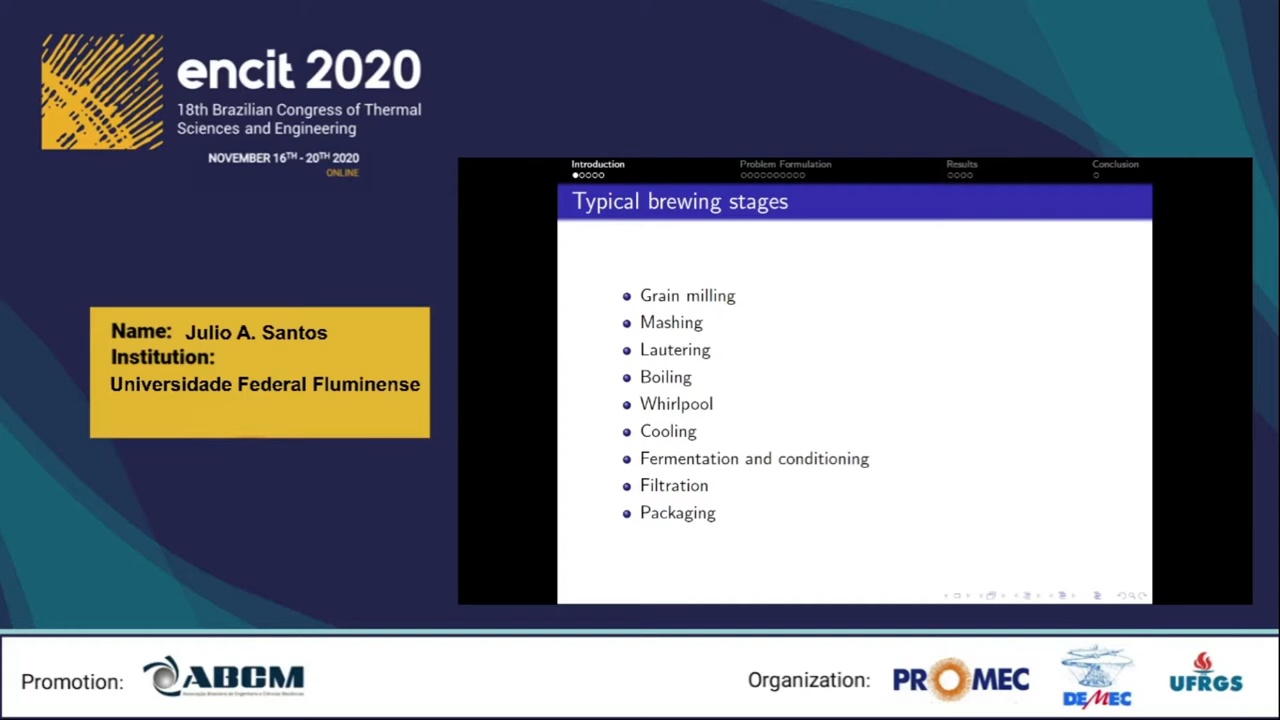 encit 2020
18th Brazilian Congress of Thermal
Sciences and Engineering
NOVEMBER 16TH - 20TH 2020
ONLINE
Introduction
Problem Formulation
Results
Conclusion
Typical brewing stages
Grain milling
Mashing
Lautering
Boiling
Whirlpool
Cooling
Fermentation and conditioning
Filtration
Packaging
Name: Julio A. Santos
Institution:
Universidade Federal Fluminense
Promotion:
ABCM
Organization:
PROMEC
DEMEC
UFRGS